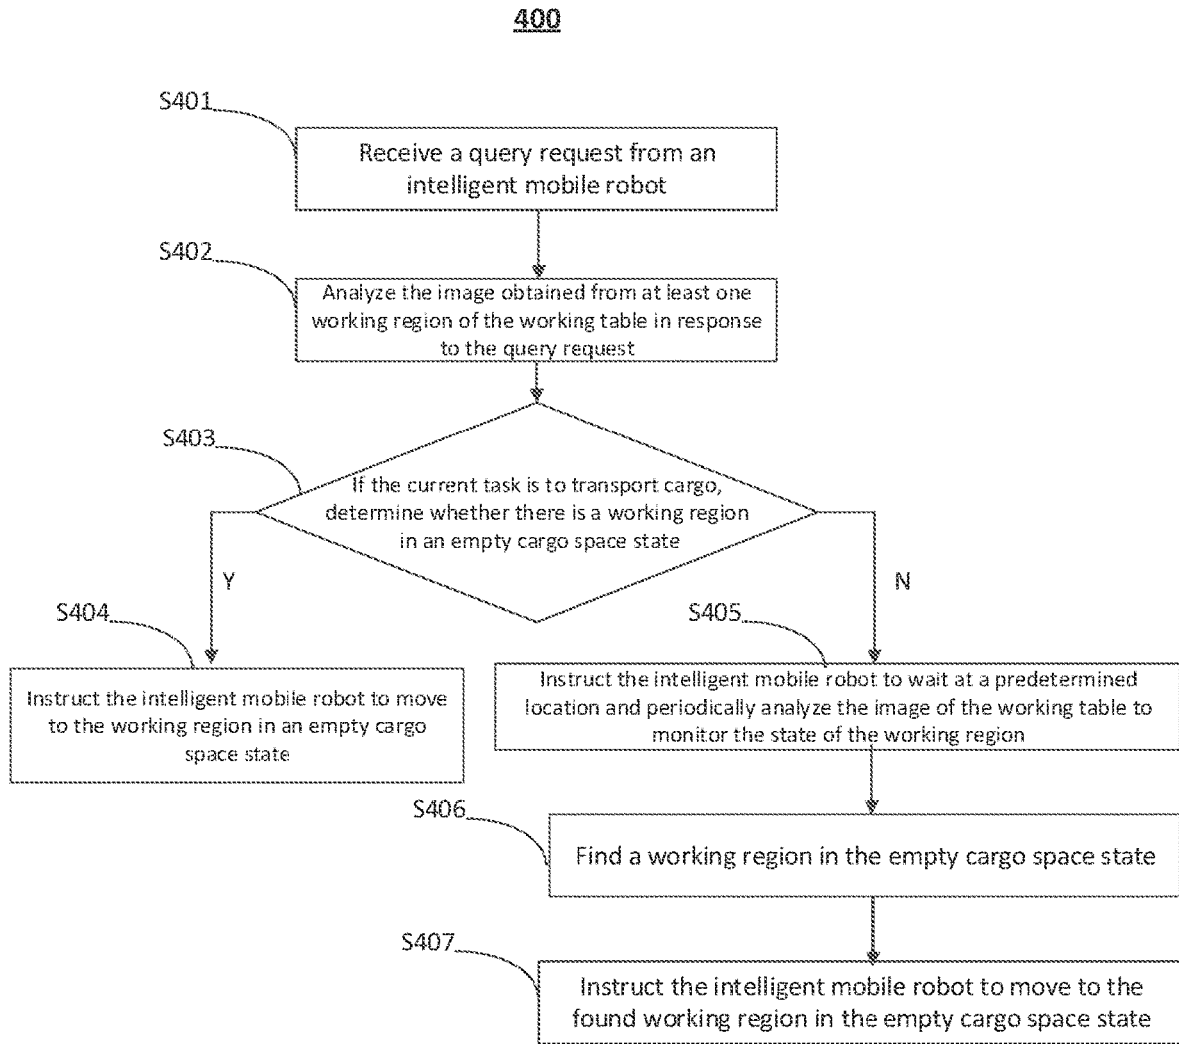 400
S401
Receive a query request from an
intelligent mobile robot
S402
Analyze the image obtained from at least one
working region of the working table in response
to the query request
S403
If the current task is to transport cargo,
determine whether there is a working region
in an empty cargo space state
Y
N
S404
Instruct the intelligent mobile robot to move
to the working region in an empty cargo
space state
S405
Instruct the intelligent mobile robot to wait at a predetermined
location and periodically analyze the image of the working table to
monitor the state of the working region
S406
Find a working region in the empty cargo space state
S407
Instruct the intelligent mobile robot to move to the
found working region in the empty cargo space state